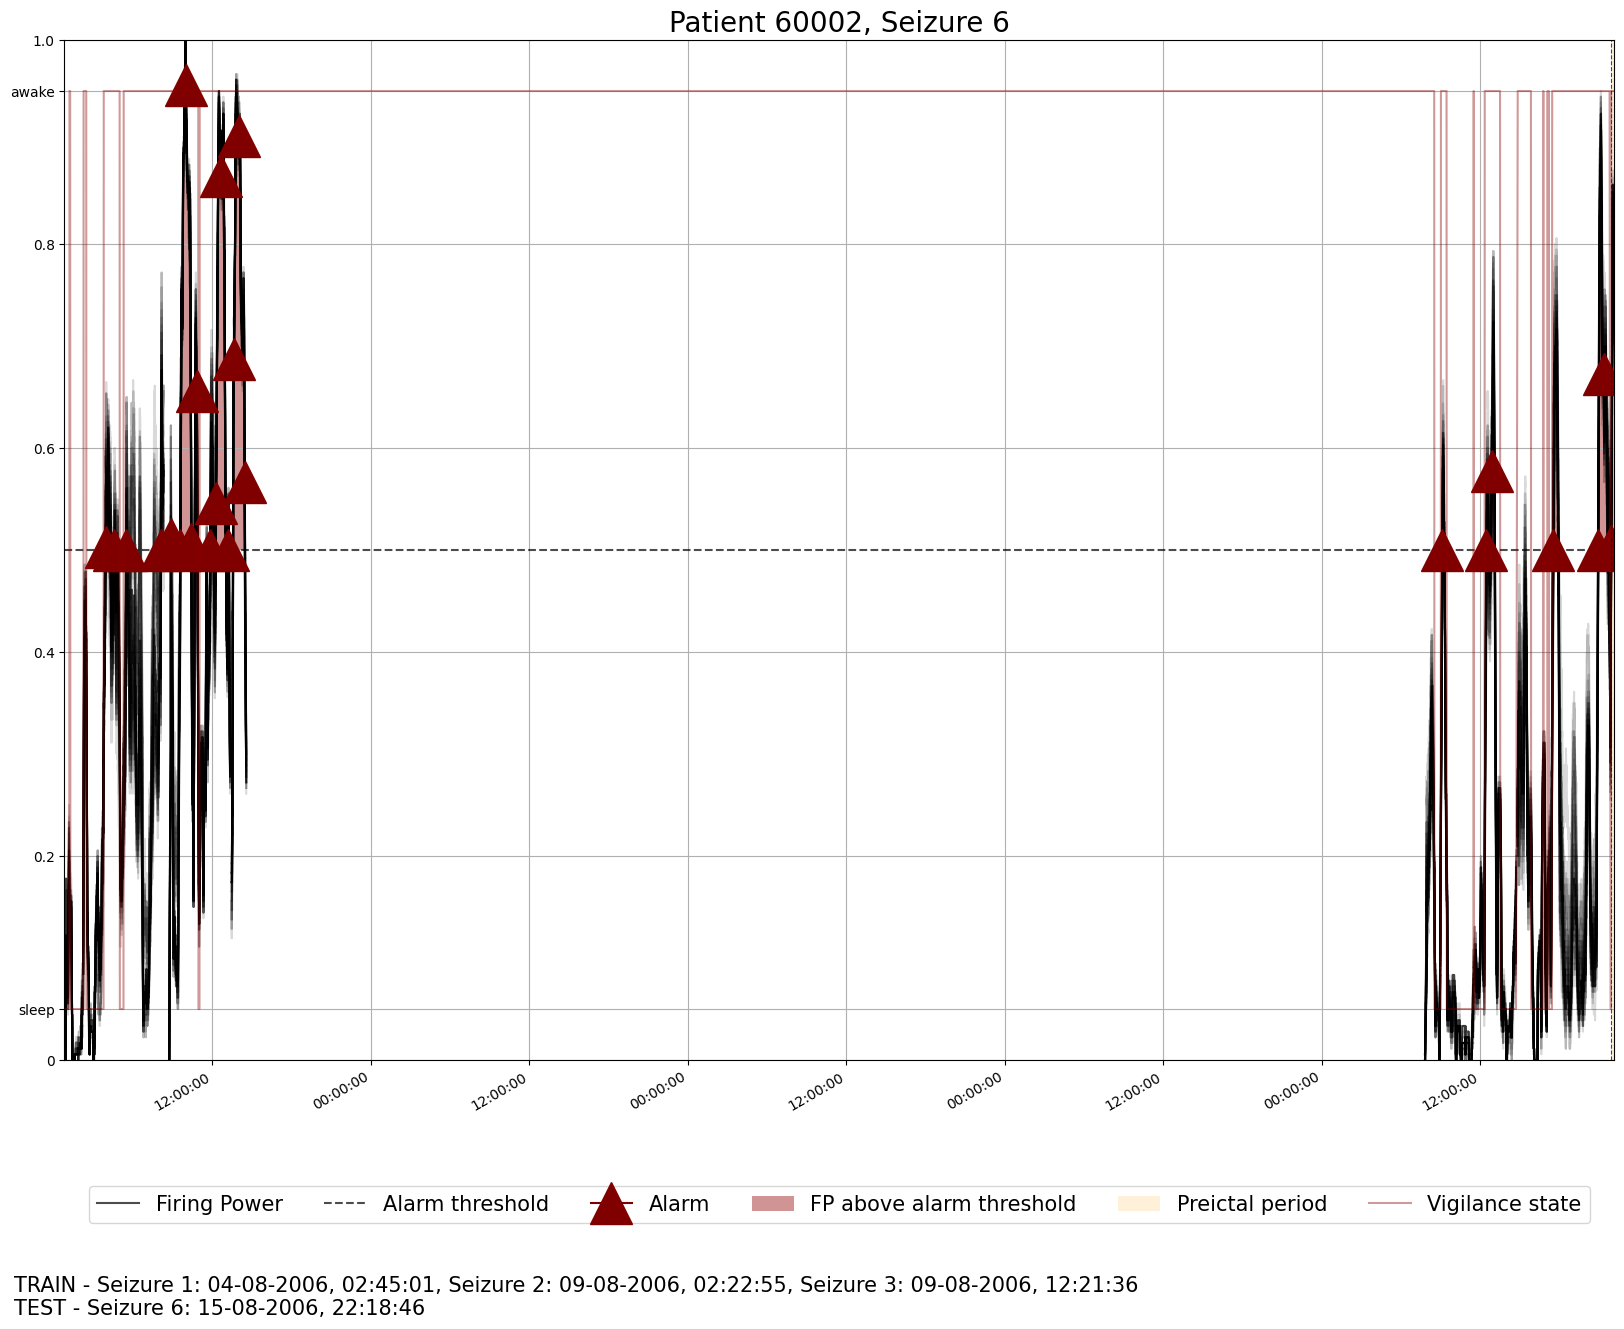 Patient 60002, Seizure 6
1.0
awake
0.8
0.6
0.4
0.2
sleep
0
12:00:00 00:00:00 12:00:00 00:00:00 12:00:00 00:00:00 12:00:00 00:00:00 12:00:00
Firing Power Alarm threshold Alarm FP above alarm threshold Preictal period Vigilance state
TRAIN - Seizure 1: 04-08-2006, 02:45:01, Seizure 2: 09-08-2006, 02:22:55, Seizure 3: 09-08-2006, 12:21:36
TEST - Seizure 6: 15-08-2006, 22:18:46